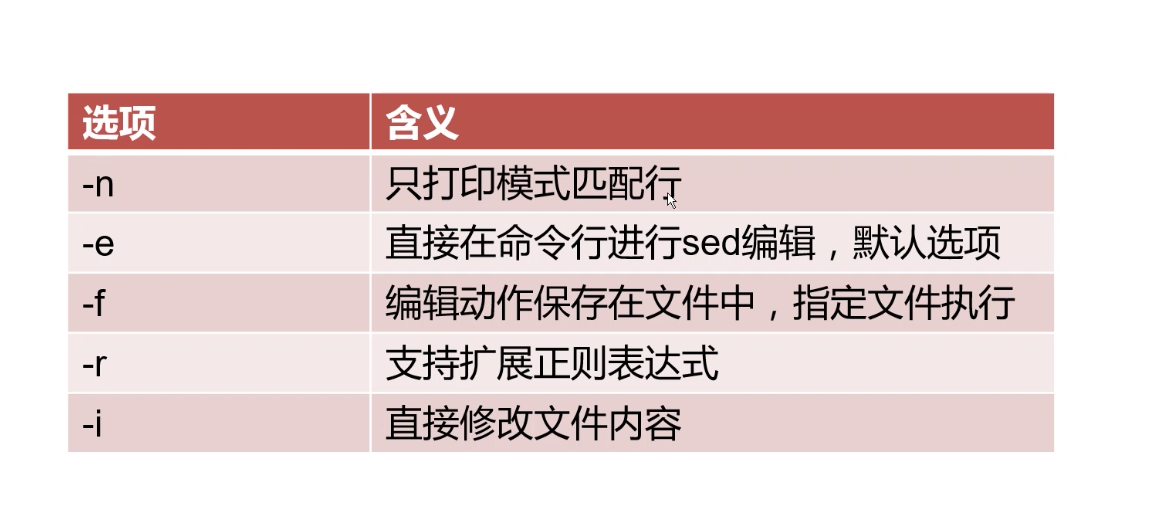 选项 含义
-n 只打印模式匹配行
-e 直接在命令行进行sed编辑，默认选项
-f 编辑动作保存在文件中，指定文件执行
-r 支持扩展正则表达式
-i 直接修改文件内容